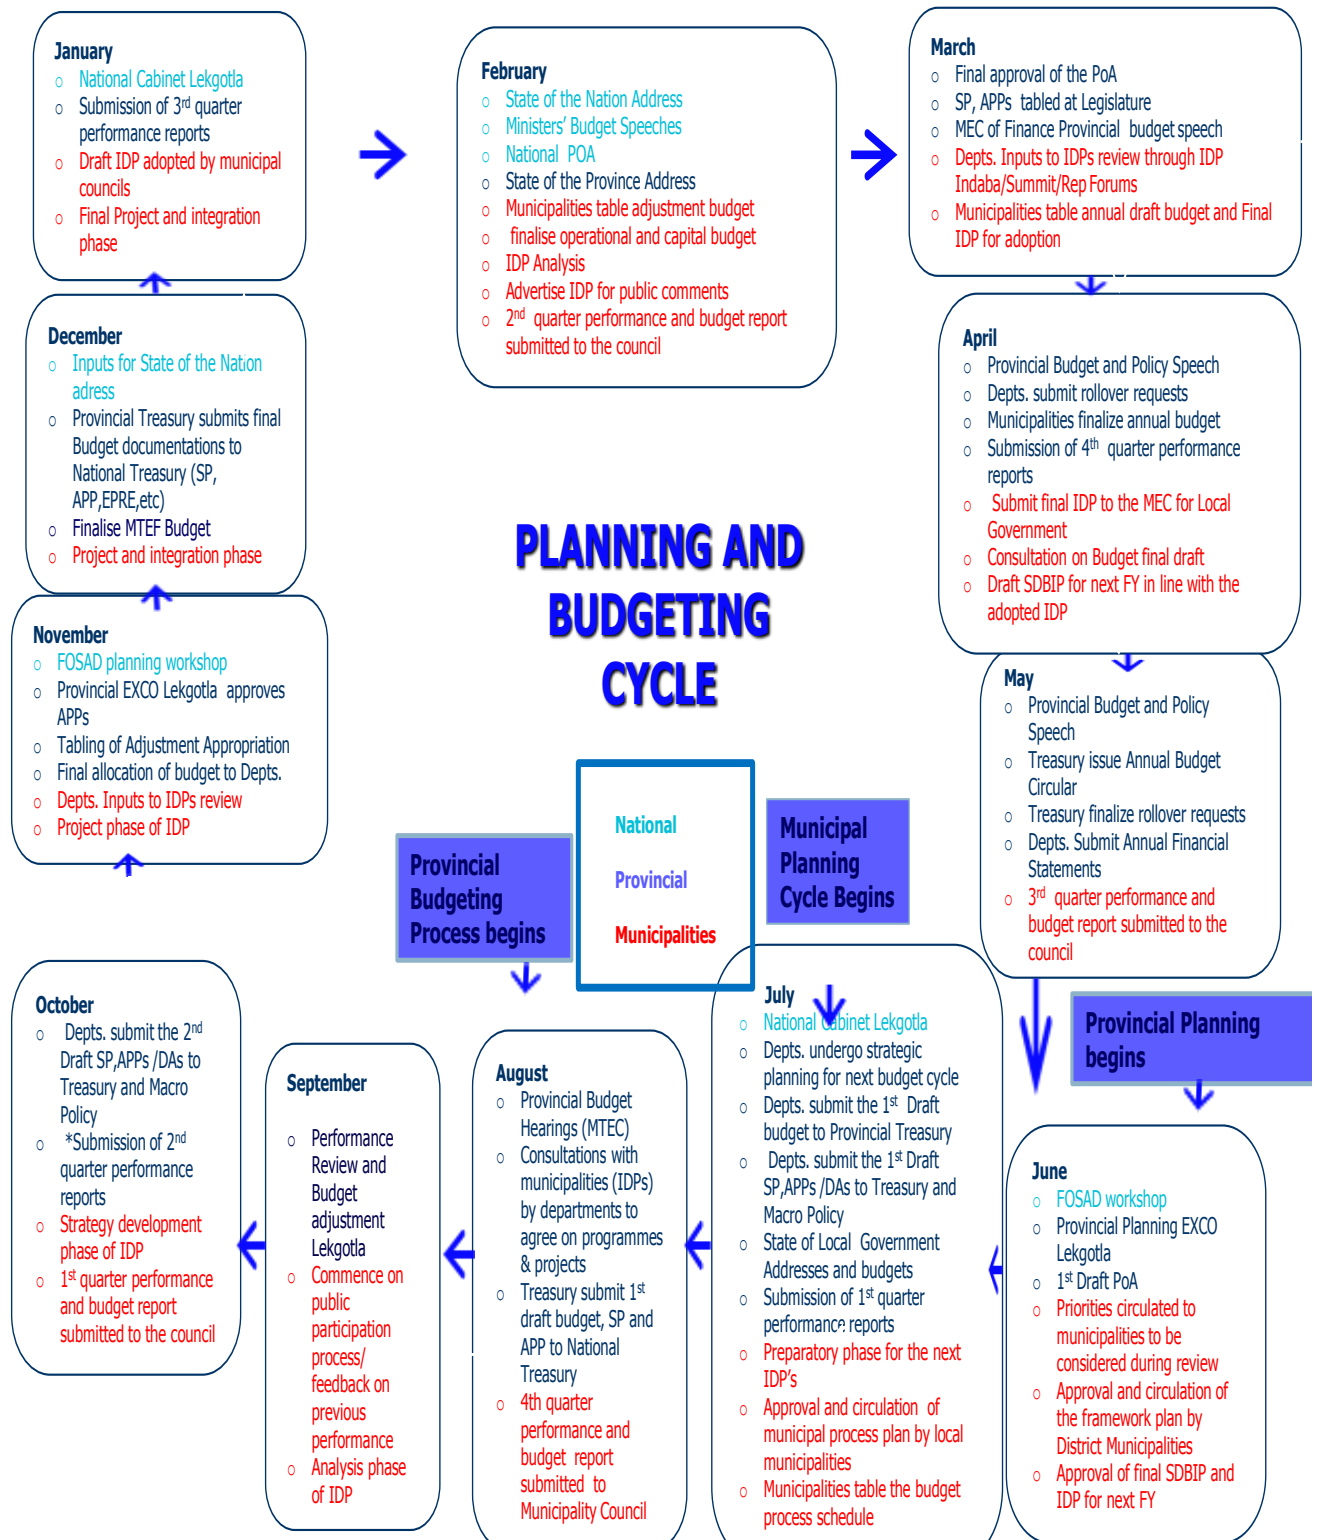 January
○ National Cabinet Lekgotla
○ Submission of 3rd quarter
performance reports
○ Draft IDP adopted by municipal
councils
○ Final Project and integration
phase
February
○ State of the Nation Address
○ Ministers' Budget Speeches
○ National POA
○ State of the Province Address
○ Municipalities table adjustment budget
○ finalise operational and capital budget
○ IDP Analysis
○ Advertise IDP for public comments
○ 2nd quarter performance and budget report
submitted to the council
March
○ Final approval of the PoA
○ SP, APPs tabled at Legislature
○ MEC of Finance Provincial budget speech
○ Depts. Inputs to IDPs review through IDP
Indaba/Summit/Rep Forums
○ Municipalities table annual draft budget and Final
IDP for adoption
April
○ Provincial Budget and Policy Speech
○ Depts. submit rollover requests
○ Municipalities finalize annual budget
○ Submission of 4th quarter performance
reports
○ Submit final IDP to the MEC for Local
Government
○ Consultation on Budget final draft
○ Draft SDBIP for next FY in line with the
adopted IDP
May
○ Provincial Budget and Policy
Speech
○ Treasury issue Annual Budget
Circular
○ Treasury finalize rollover requests
○ Depts. Submit Annual Financial
Statements
○ 3rd quarter performance and
budget report submitted to the
council
Provincial Planning
begins
June
○ FOSAD workshop
○ Provincial Planning EXCO
Lekgotla
○ 1st Draft PoA
○ Priorities circulated to
municipalities to be
considered during review
○ Approval and circulation of
the framework plan by
District Municipalities
○ Approval of final SDBIP and
IDP for next FY
Municipal
Planning
Cycle Begins
July
○ National Cabinet Lekgotla
○ Depts. undergo strategic
planning for next budget cycle
○ Depts. submit the 1st Draft
budget to Provincial Treasury
○ Depts. submit the 1st Draft
SP,APPs /DAs to Treasury and
Macro Policy
○ State of Local Government
Addresses and budgets
○ Submission of 1st quarter
performance reports
○ Preparatory phase for the next
IDP's
○ Approval and circulation of
municipal process plan by local
municipalities
○ Municipalities table the budget
process schedule
Provincial
Budgeting
Process begins
August
○ Provincial Budget
Hearings (MTEC)
○ Consultations with
municipalities (IDPs)
by departments to
agree on programmes
& projects
○ Treasury submit 1st
draft budget, SP and
APP to National
Treasury
○ 4th quarter
performance and
budget report
submitted to
Municipality Council
September
○ Performance
Review and
Budget
adjustment
Lekgotla
○ Commence on
public
participation
process/
feedback on
previous
performance
○ Analysis phase
of IDP
October
○ Depts. submit the 2nd
Draft SP,APPs /DAs to
Treasury and Macro
Policy
○ *Submission of 2nd
quarter performance
reports
○ Strategy development
phase of IDP
○ 1st quarter performance
and budget report
submitted to the council
November
○ FOSAD planning workshop
○ Provincial EXCO Lekgotla approves
APPs
○ Tabling of Adjustment Appropriation
○ Final allocation of budget to Depts.
○ Depts. Inputs to IDPs review
○ Project phase of IDP
December
○ Inputs for State of the Nation
adress
○ Provincial Treasury submits final
Budget documentations to
National Treasury (SP,
APP,EPRE,etc)
○ Finalise MTEF Budget
○ Project and integration phase
PLANNING AND
BUDGETING
CYCLE
National
Provincial
Municipalities